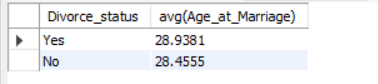 Divorce_status avg(Age_at_Marriage)
Yes 28.9381
No 28.4555